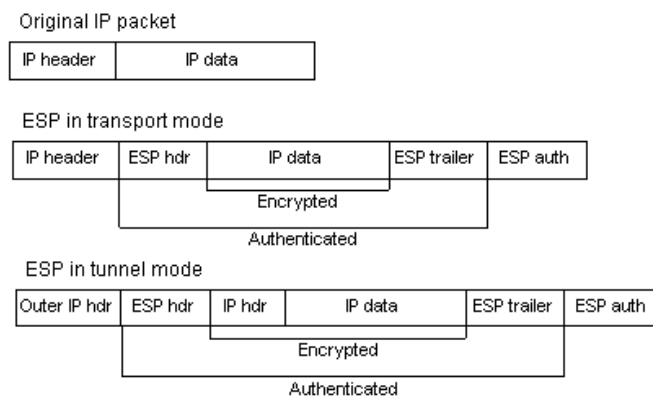 Original IP packet
IP header IP data
ESP in transport mode
IP header ESP hdr IP data ESP trailer ESP auth
Encrypted
Authenticated
ESP in tunnel mode
Outer IP hdr ESP hdr IP hdr IP data ESP trailer ESP auth
Encrypted
Authenticated